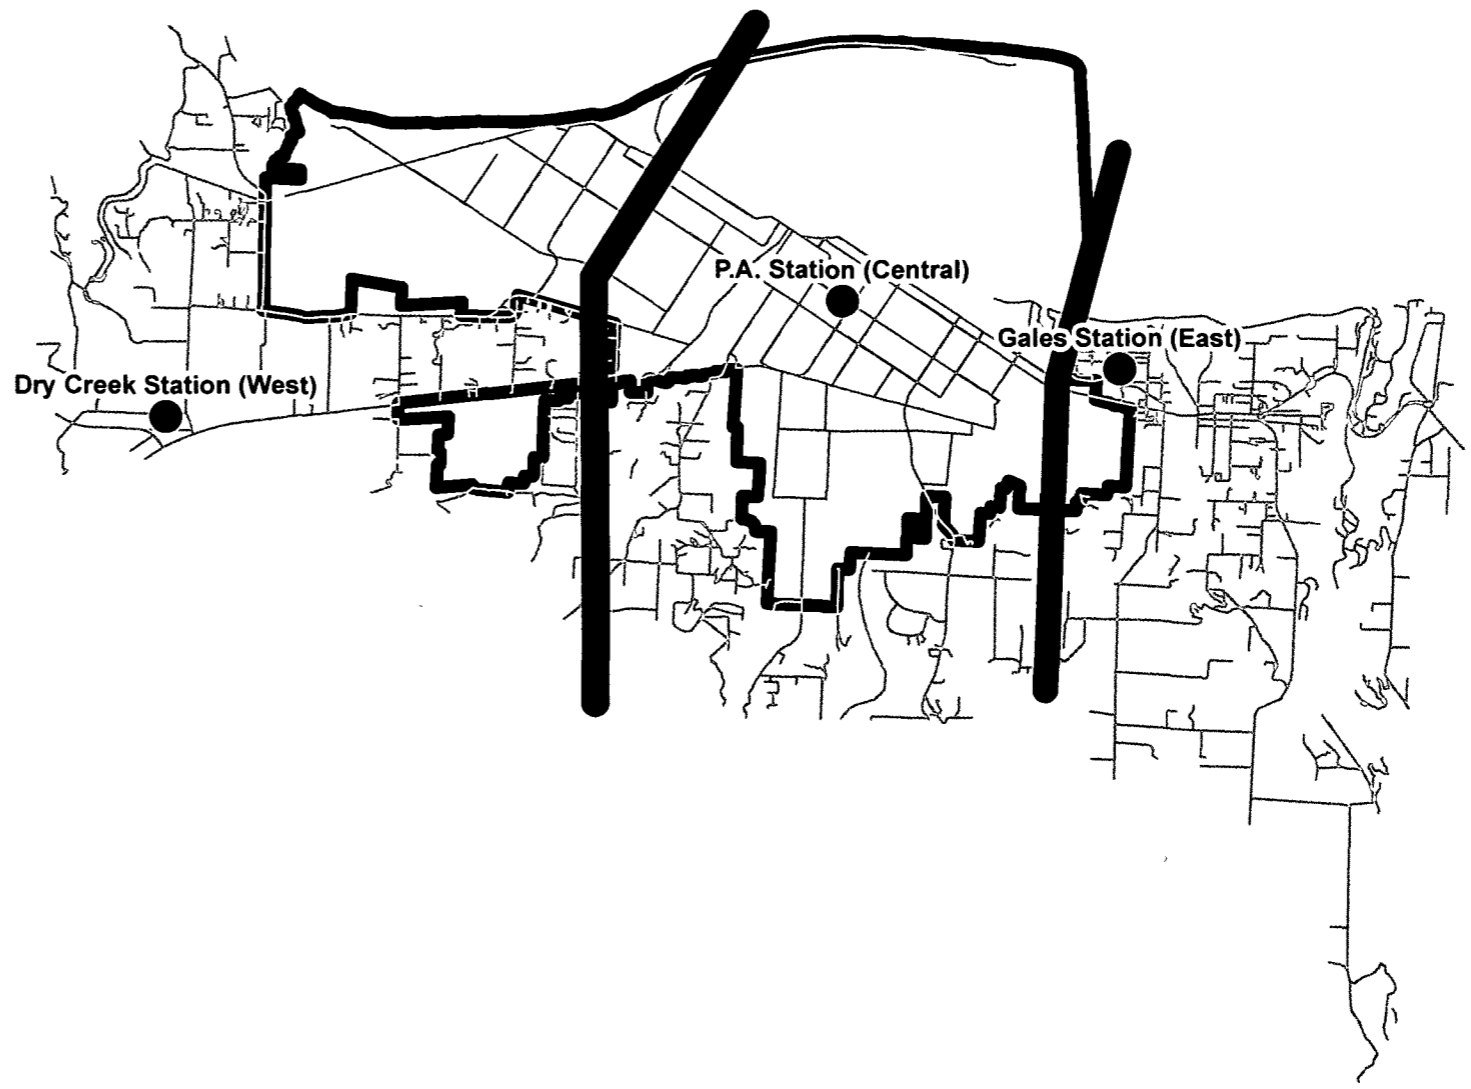 P.A. Station (Central)
Gales Station (East)
Dry Creek Station (West)